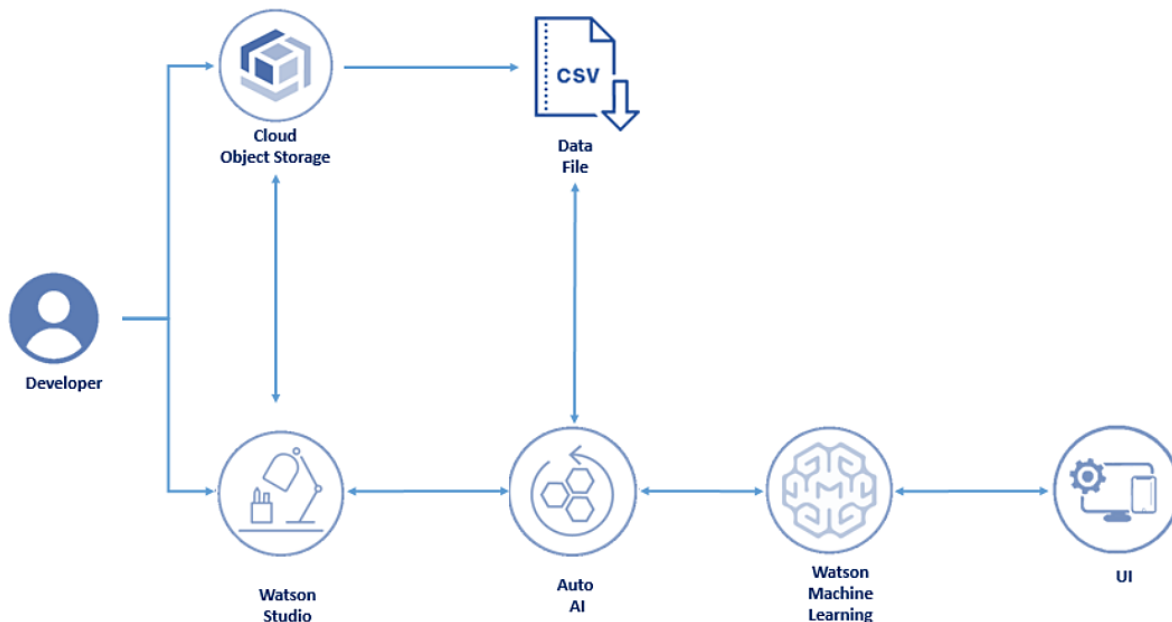 CSV
Cloud
Object Storage
Data
File
Developer
Watson
Studio
Auto
AI
Watson
Machine
Learning
UI